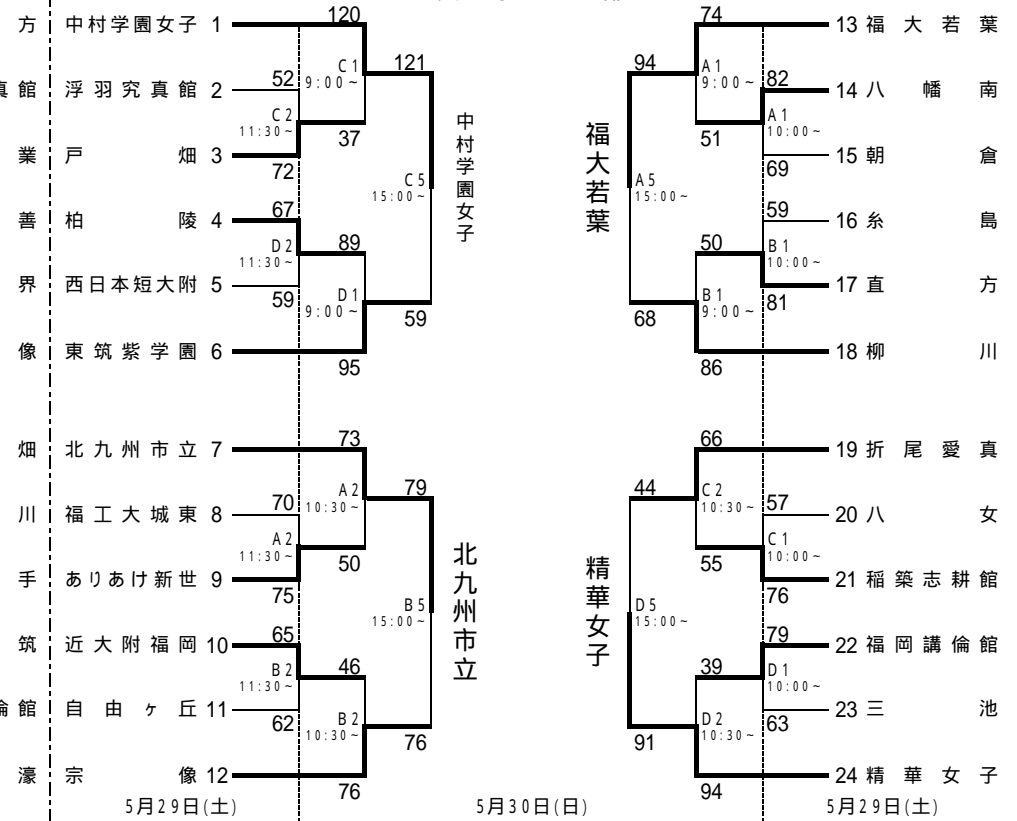 120
74
方 中村学園女子 1
13 福大若葉
C1
9:00~
121
94
A1
9:00~
真館 浮羽究真館 2
52
82
14 八幡南
C2
11:30~
37
51
A1
10:00~
業 戸畑 3
72
69
15 朝倉
中村学園女子
福大若葉
C5
15:00~
A5
15:00~
善 柏陵 4
67
59
16 糸島
D2
11:30~
89
50
B1
10:00~
界 西日本短大附 5
59
81
17 直方
D1
9:00~
59
68
B1
9:00~
像 東筑紫学園 6
95
86
18 柳川
畑 北九州市立 7
73
66
19 折尾愛真
A2
10:30~
79
44
C2
10:30~
川 福工大城東 8
70
57
20 八女
A2
11:30~
50
55
C1
10:00~
手 ありあけ新世 9
75
76
21 稲築志耕館
北九州市立
精華女子
B5
15:00~
D5
15:00~
筑 近大附福岡 10
65
79
22 福岡講倫館
B2
11:30~
46
39
D1
10:00~
倫館 自由ヶ丘 11
62
63
23 三池
B2
10:30~
76
91
D2
10:30~
濠 宗像 12
76
94
24 精華女子
5月29日(土)
5月30日(日)
5月29日(土)